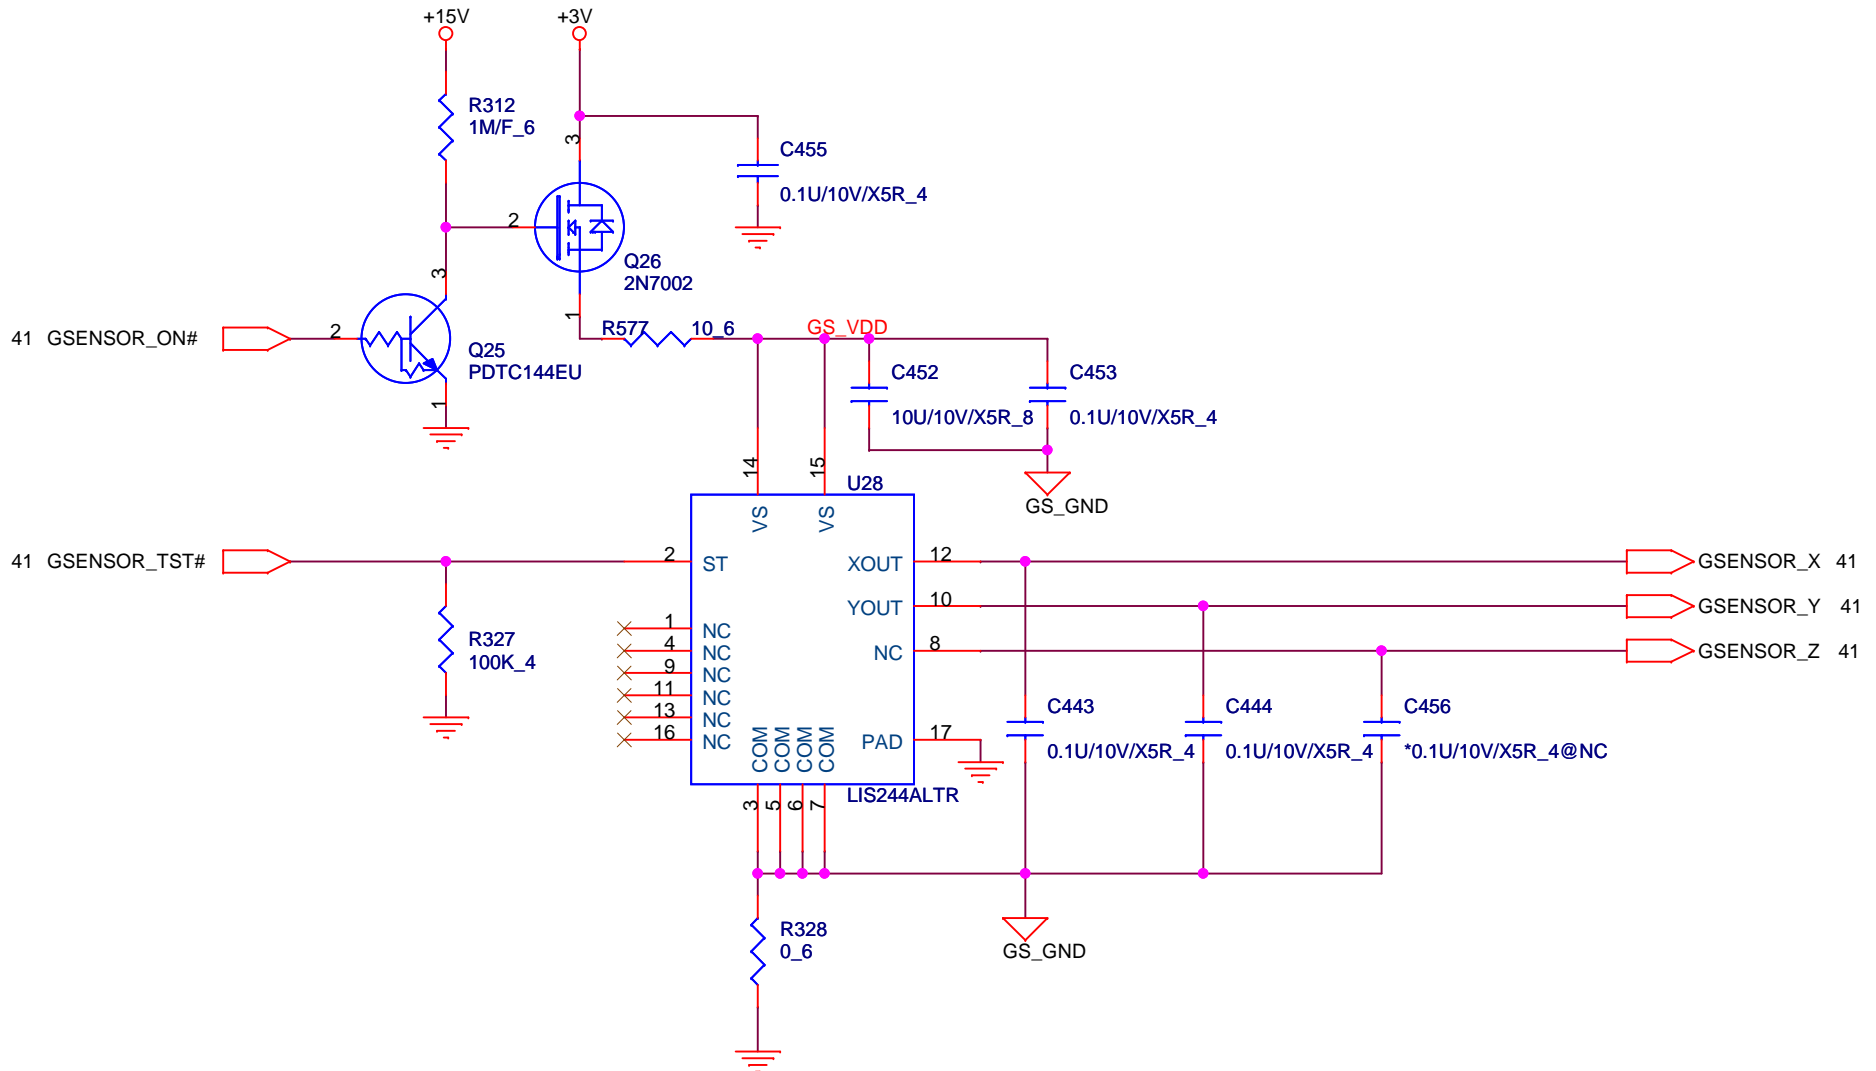 +15V
+3V
R312
1M/F_6
3
C455
0.1U/10V/X5R_4
2
Q26
2N7002
3
1
41 GSENSOR_ON#
2
Q25
PDTC144EU
1
R577 10_6
GS_VDD
C452
10U/10V/X5R_8
C453
0.1U/10V/X5R_4
GS_GND
14
15
U28
VS
VS
41 GSENSOR_TST#
2
ST
XOUT
12
GSENSOR_X 41
YOUT
10
GSENSOR_Y 41
NC
8
GSENSOR_Z 41
R327
100K_4
1
NC
4
NC
9
NC
11
NC
13
NC
16
NC
COM
COM
COM
COM
PAD
17
C443
0.1U/10V/X5R_4
C444
0.1U/10V/X5R_4
C456
*0.1U/10V/X5R_4@NC
LIS244ALTR
3
5
6
7
R328
0_6
GS_GND